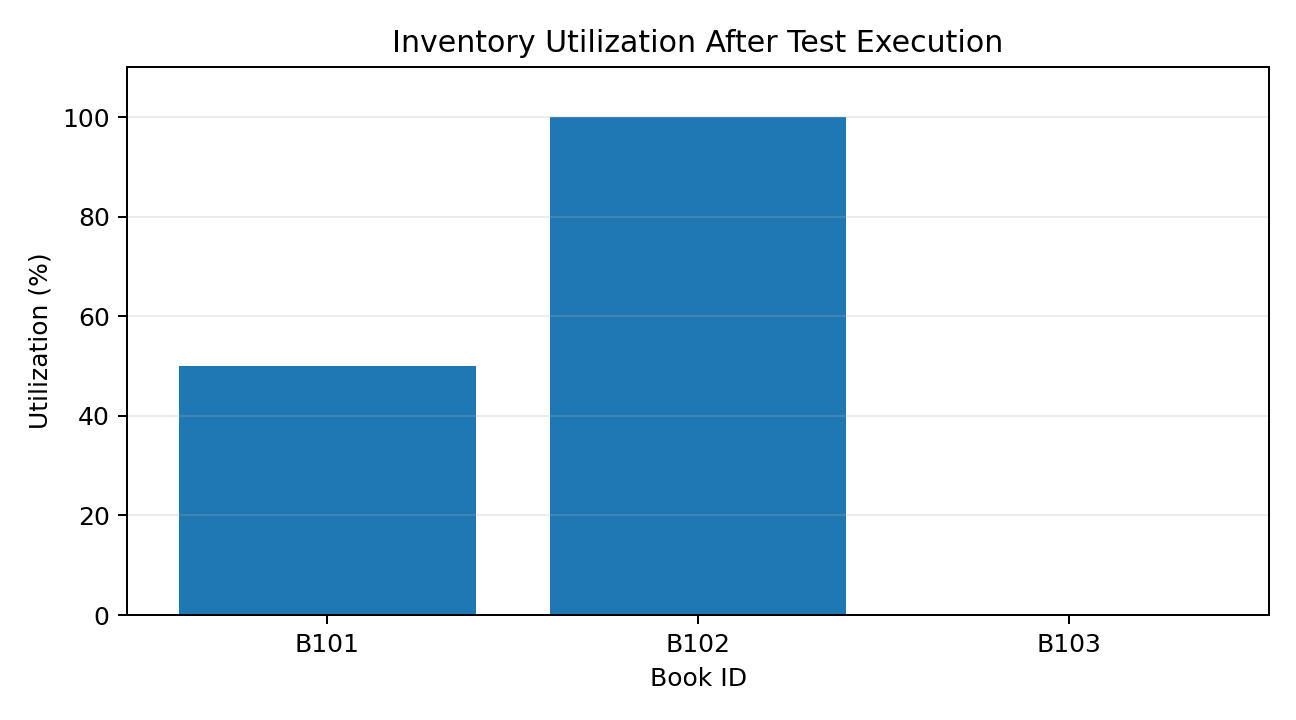 Inventory Utilization After Test Execution
Utilization (%)
100
80
60
40
20
0
B101 B102 B103
Book ID